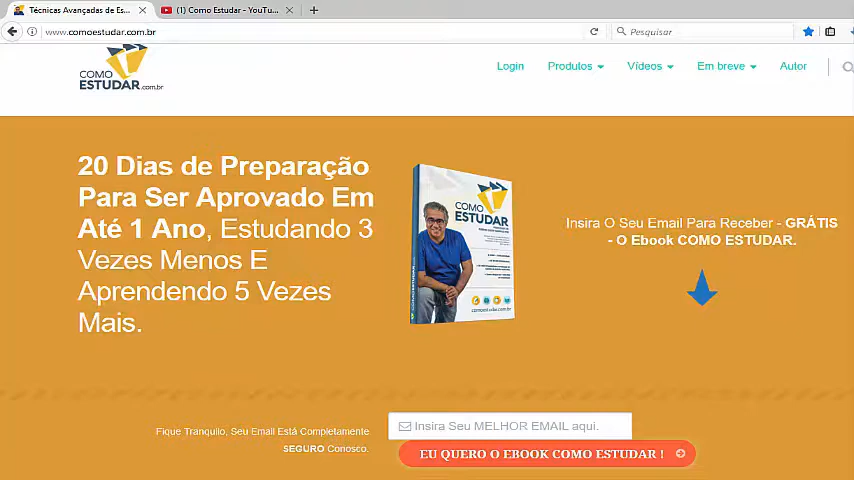 Técnicas Avançadas de Es...
(1) Como Estudar - YouTu...
www.comoestudar.com.br
Pesquisar
COMO
ESTUDAR.com.br
Login
Produtos
Vídeos
Em breve
Autor
20 Dias de Preparação
Para Ser Aprovado Em
Até 1 Ano, Estudando 3
Vezes Menos E
Aprendendo 5 Vezes
Mais.
COMO
ESTUDAR
comoestudar.com.br
Insira O Seu Email Para Receber - GRÁTIS
- O Ebook COMO ESTUDAR.
Fique Tranquilo, Seu Email Está Completamente
SEGURO Conosco.
Insira Seu MELHOR EMAIL aqui.
EU QUERO O EBOOK COMO ESTUDAR !